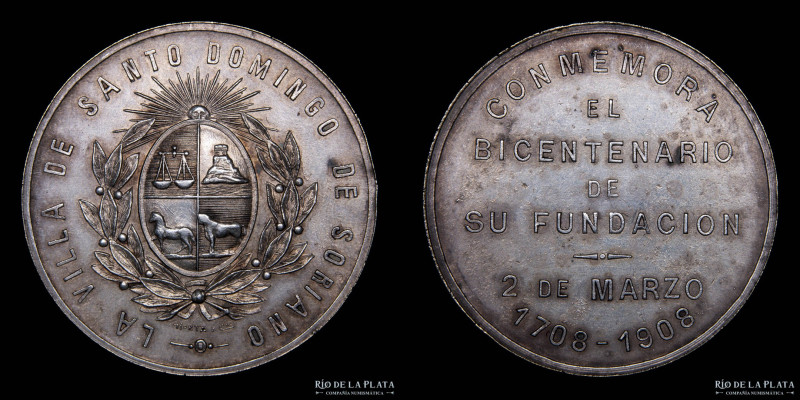 LA VILLA DE SANTO DOMINGO DE SORIANO
CONMEMORA
EL
BICENTENARIO
DE
SU FUNDACION
2 DE MARZO
1708-1908
RÍO DE LA PLATA
COMPAÑÍA NUMISMÁTICA
RÍO DE LA PLATA
COMPAÑÍA NUMISMÁTICA